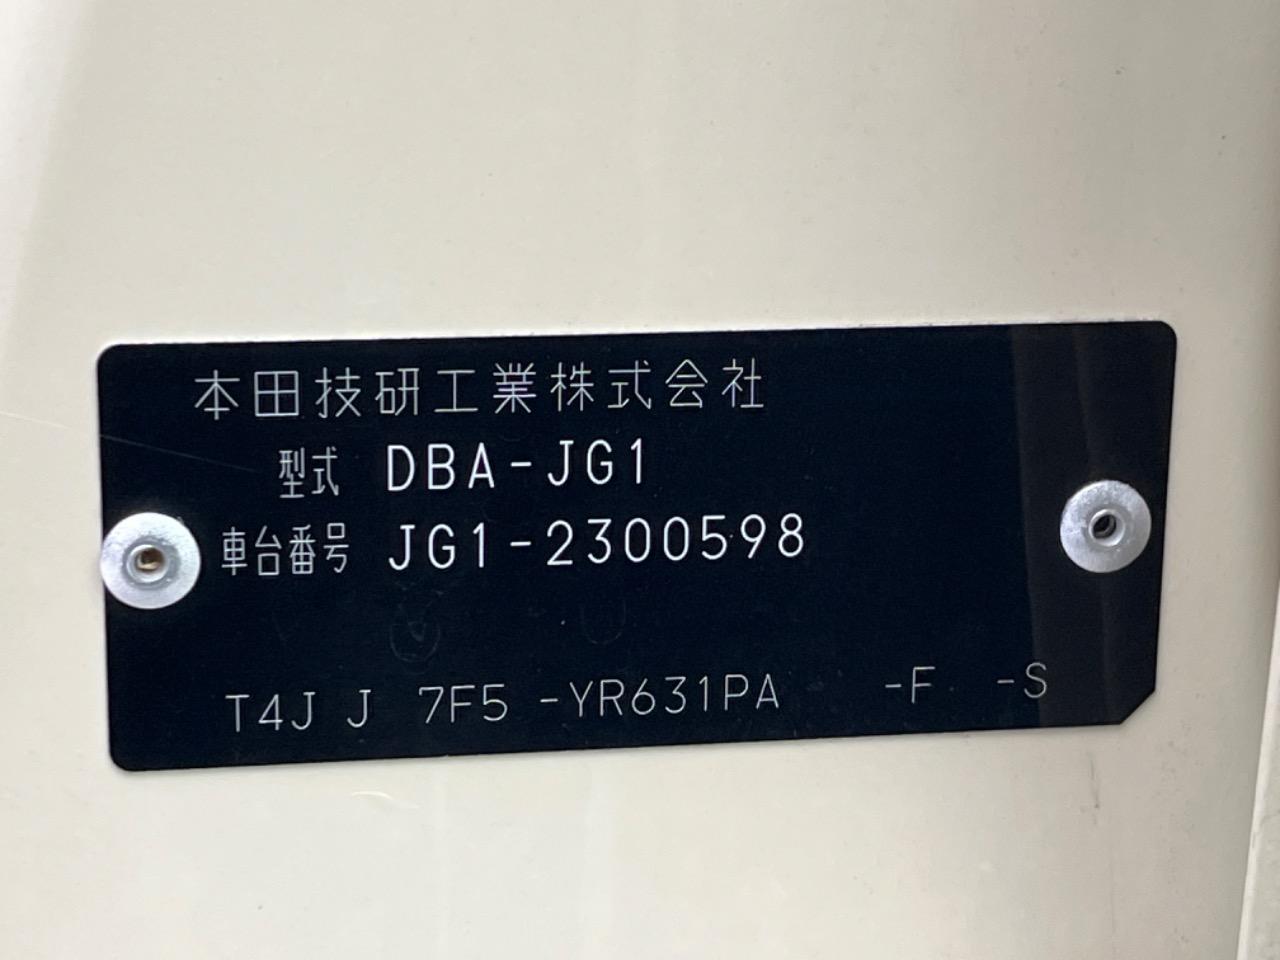 本田技研工業株式会社
型式 DBA-JG1
車台番号 JG1-2300598
T4J J 7F5 -YR631PA -F -S